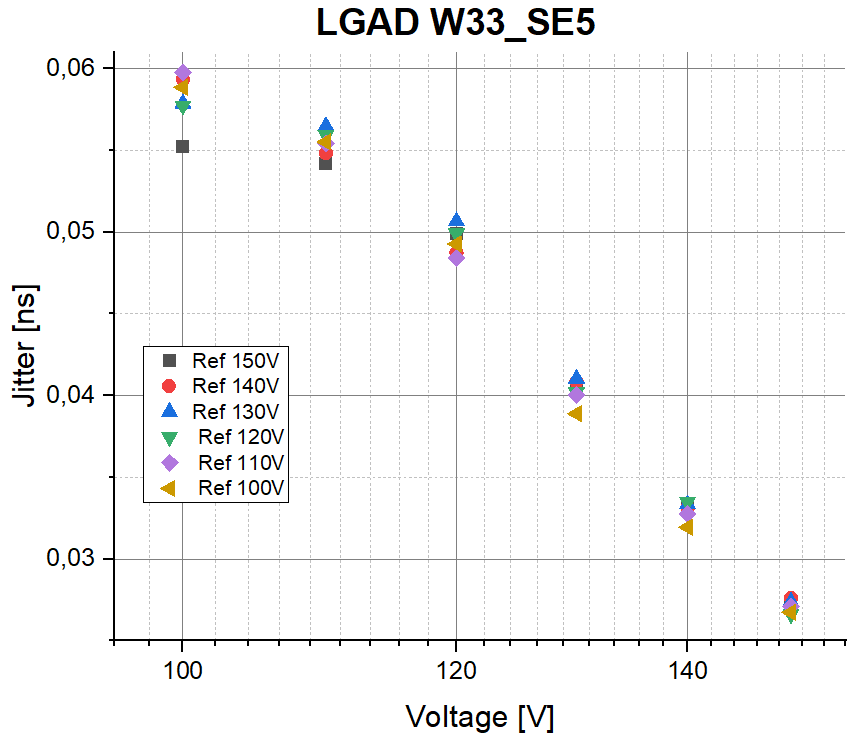 LGAD W33_SE5
0,06
0,05
0,04
0,03
Jitter [ns]
Ref 150V
Ref 140V
Ref 130V
Ref 120V
Ref 110V
Ref 100V
100 120 140
Voltage [V]